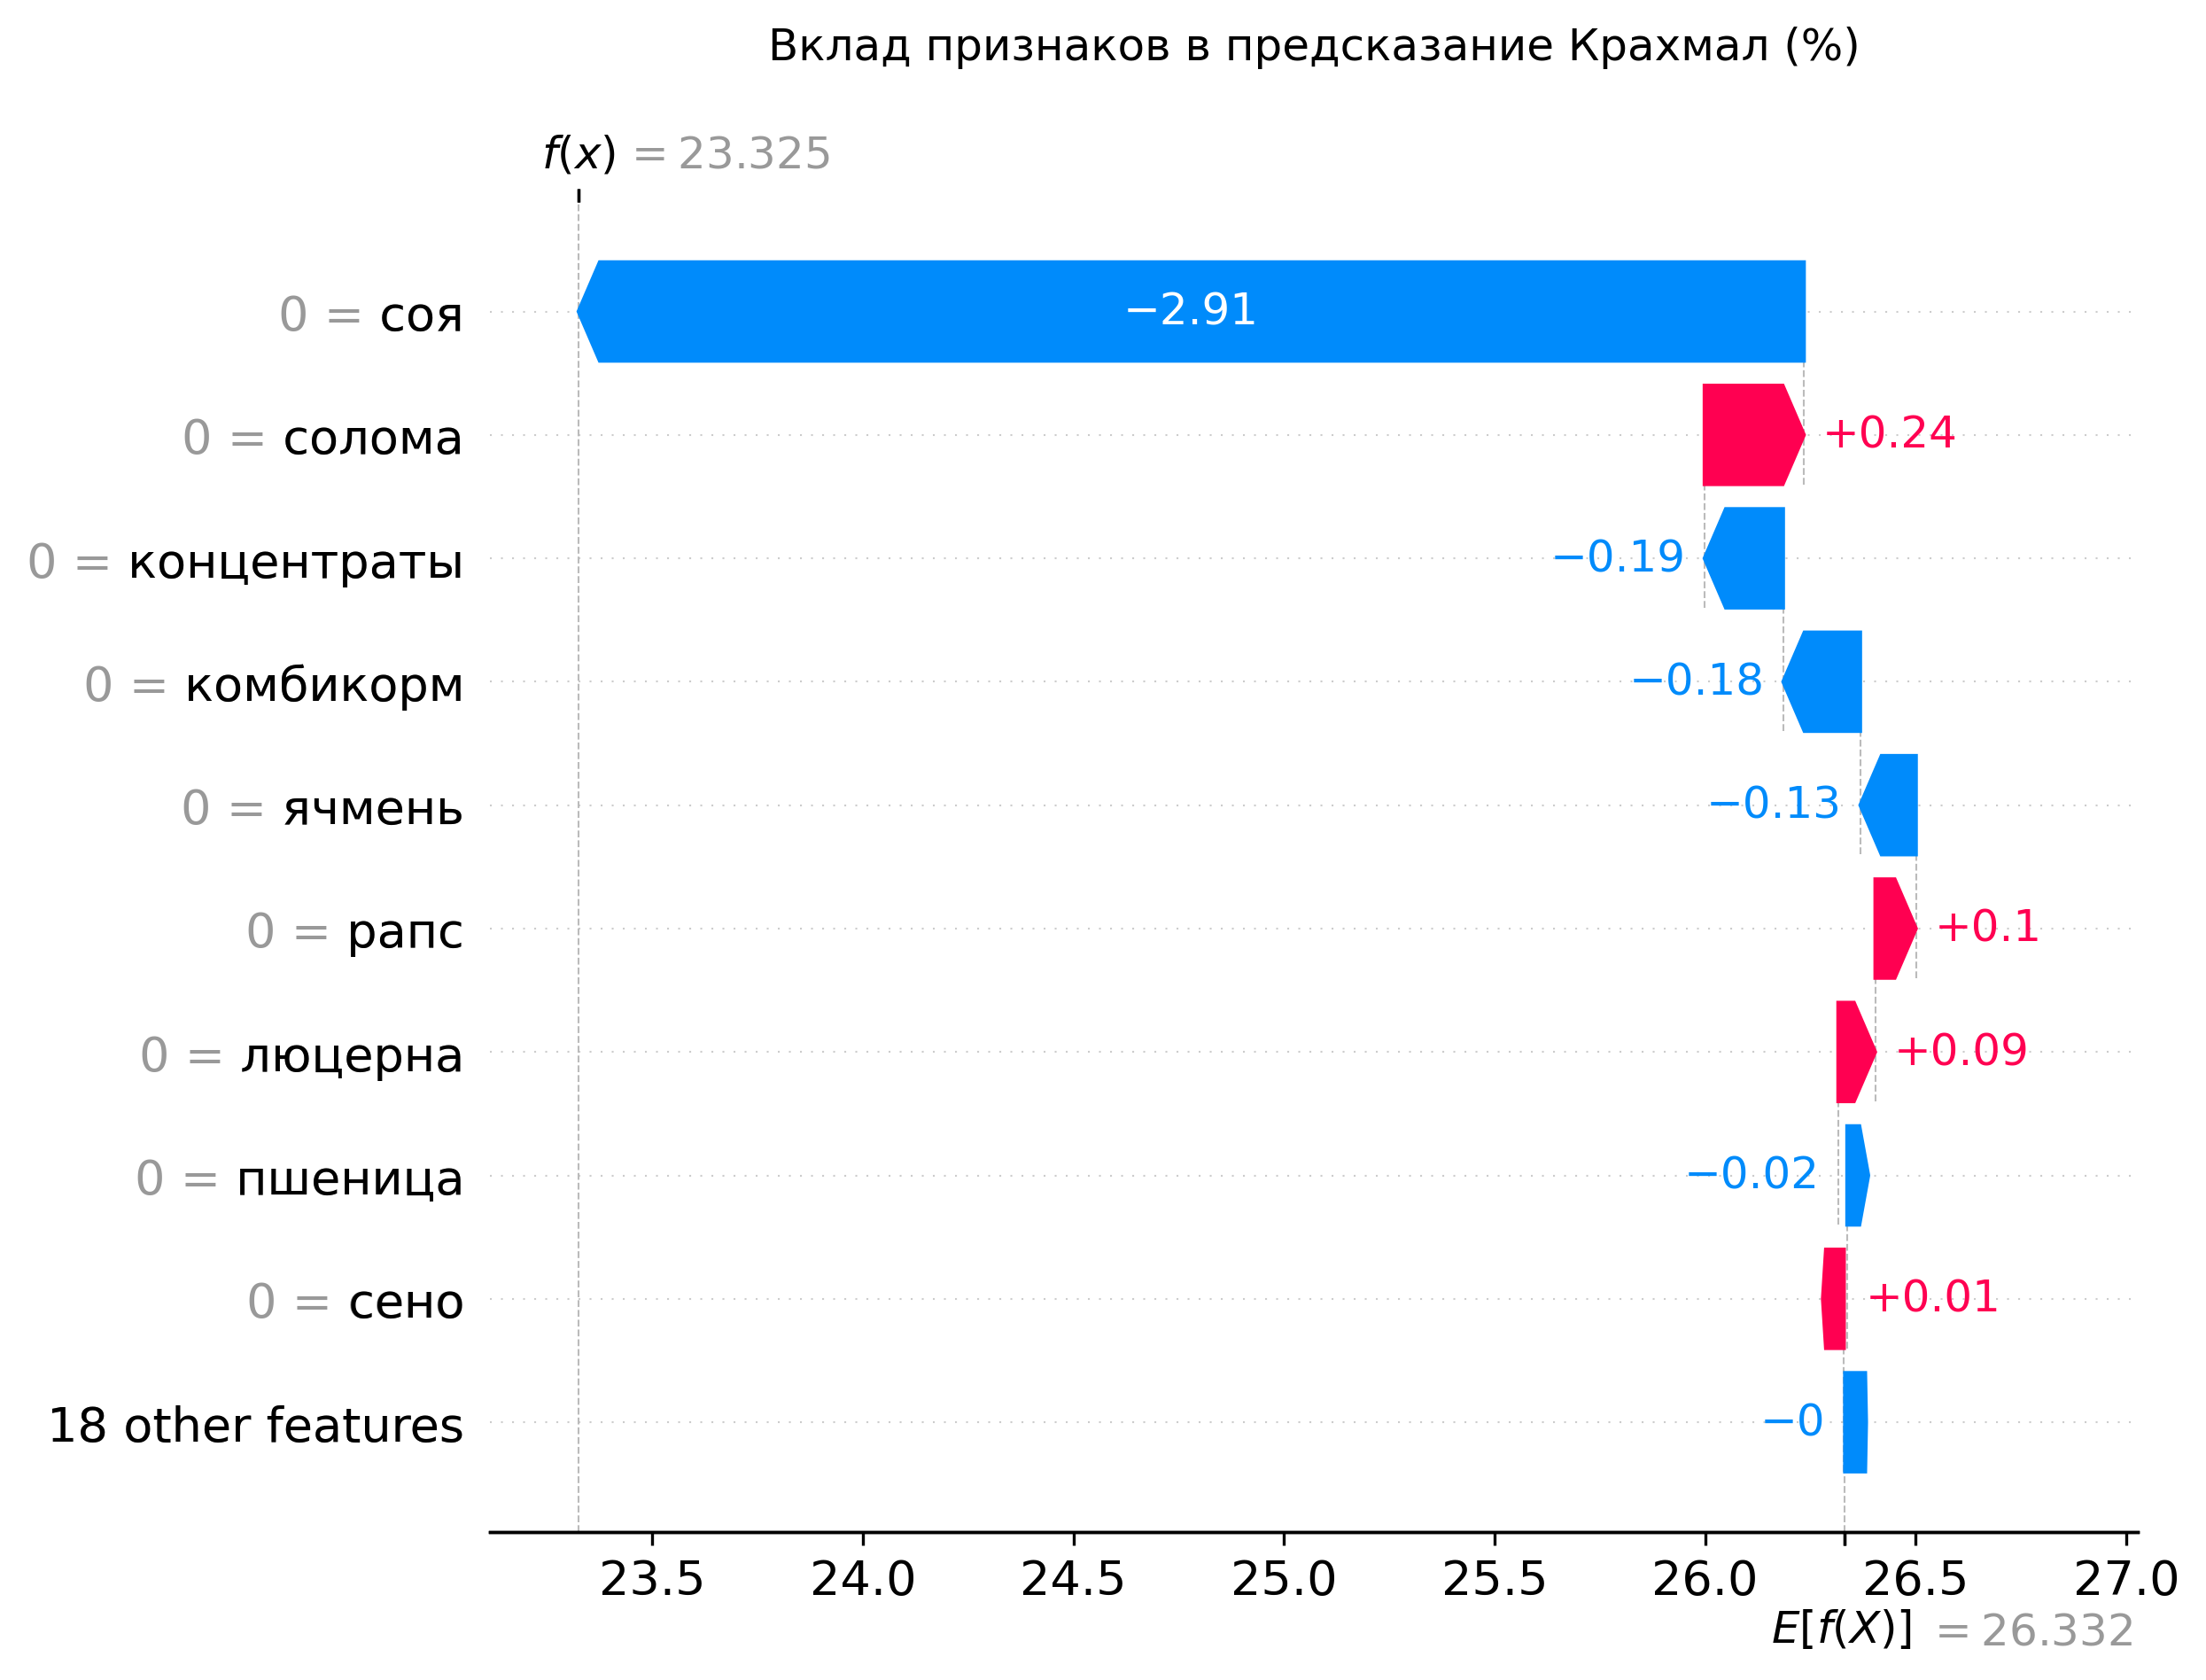 Вклад признаков в предсказание Крахмал (%)
f(x) = 23.325
0 = соя −2.91
0 = солома +0.24
0 = концентраты −0.19
0 = комбикорм −0.18
0 = ячмень −0.13
0 = рапс +0.1
0 = люцерна +0.09
0 = пшеница −0.02
0 = сено +0.01
18 other features −0
23.5 24.0 24.5 25.0 25.5 26.0 26.5 27.0
E[f(X)] = 26.332